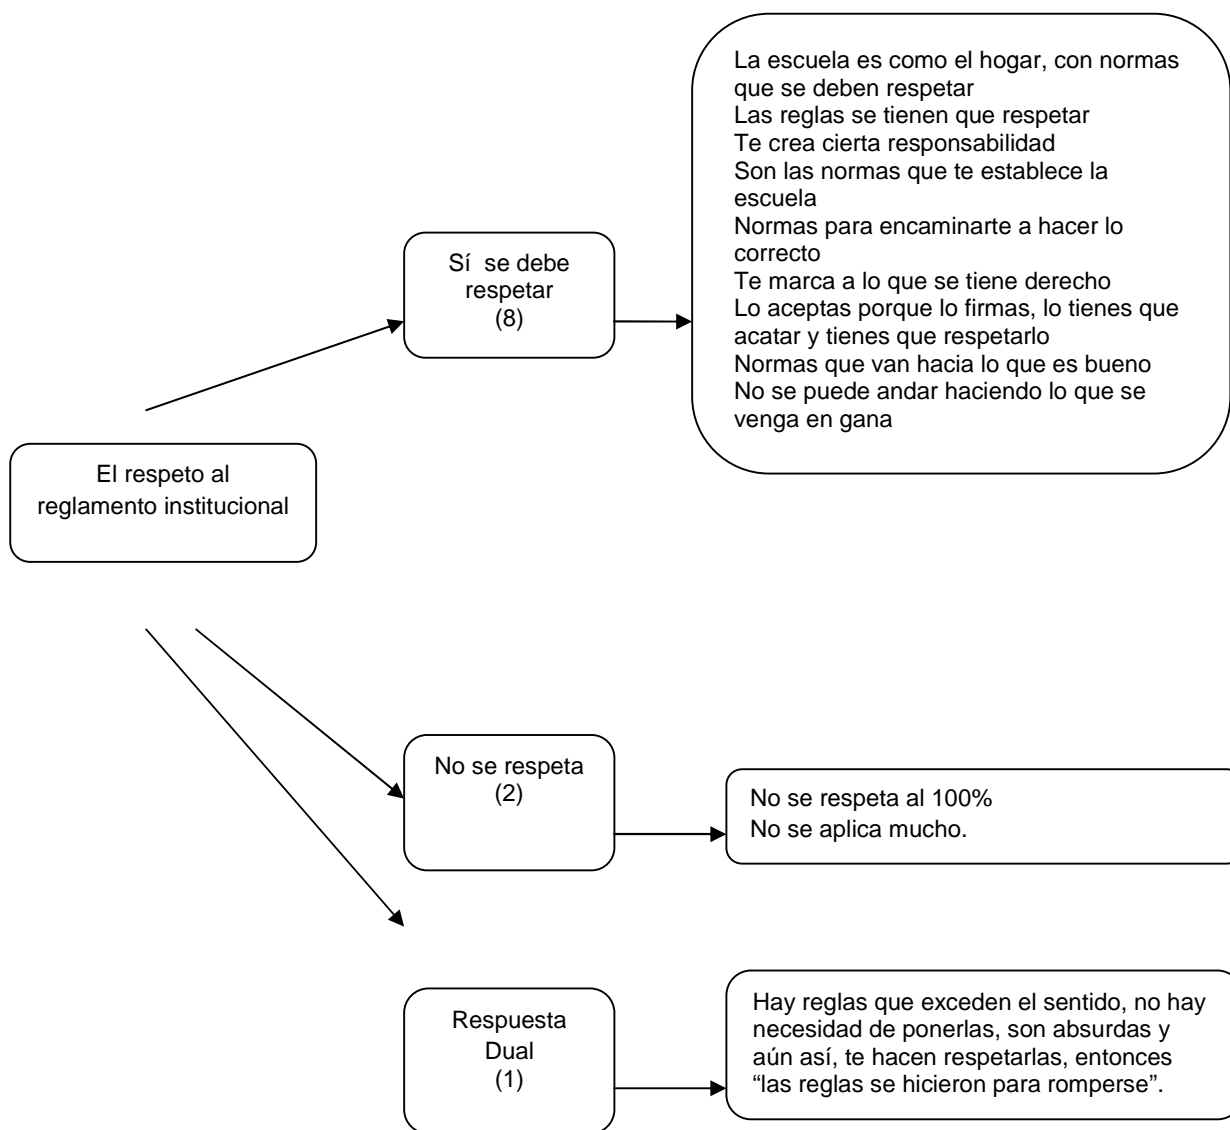 La escuela es como el hogar, con normas
que se deben respetar
Las reglas se tienen que respetar
Te crea cierta responsabilidad
Son las normas que te establece la
escuela
Normas para encaminarte a hacer lo
correcto
Te marca a lo que se tiene derecho
Lo aceptas porque lo firmas, lo tienes que
acatar y tienes que respetarlo
Normas que van hacia lo que es bueno
No se puede andar haciendo lo que se
venga en gana
Sí  se debe
respetar
(8)
El respeto al
reglamento institucional
No se respeta
(2)
No se respeta al 100%
No se aplica mucho.
Respuesta
Dual
(1)
Hay reglas que exceden el sentido, no hay
necesidad de ponerlas, son absurdas y
aún así, te hacen respetarlas, entonces
“las reglas se hicieron para romperse”.